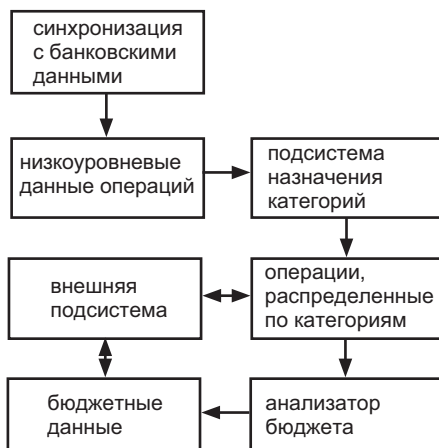 синхронизация
с банковскими
данными
низкоуровневые
данные операций
подсистема
назначения
категорий
внешняя
подсистема
операции,
распределенные
по категориям
бюджетные
данные
анализатор
бюджета